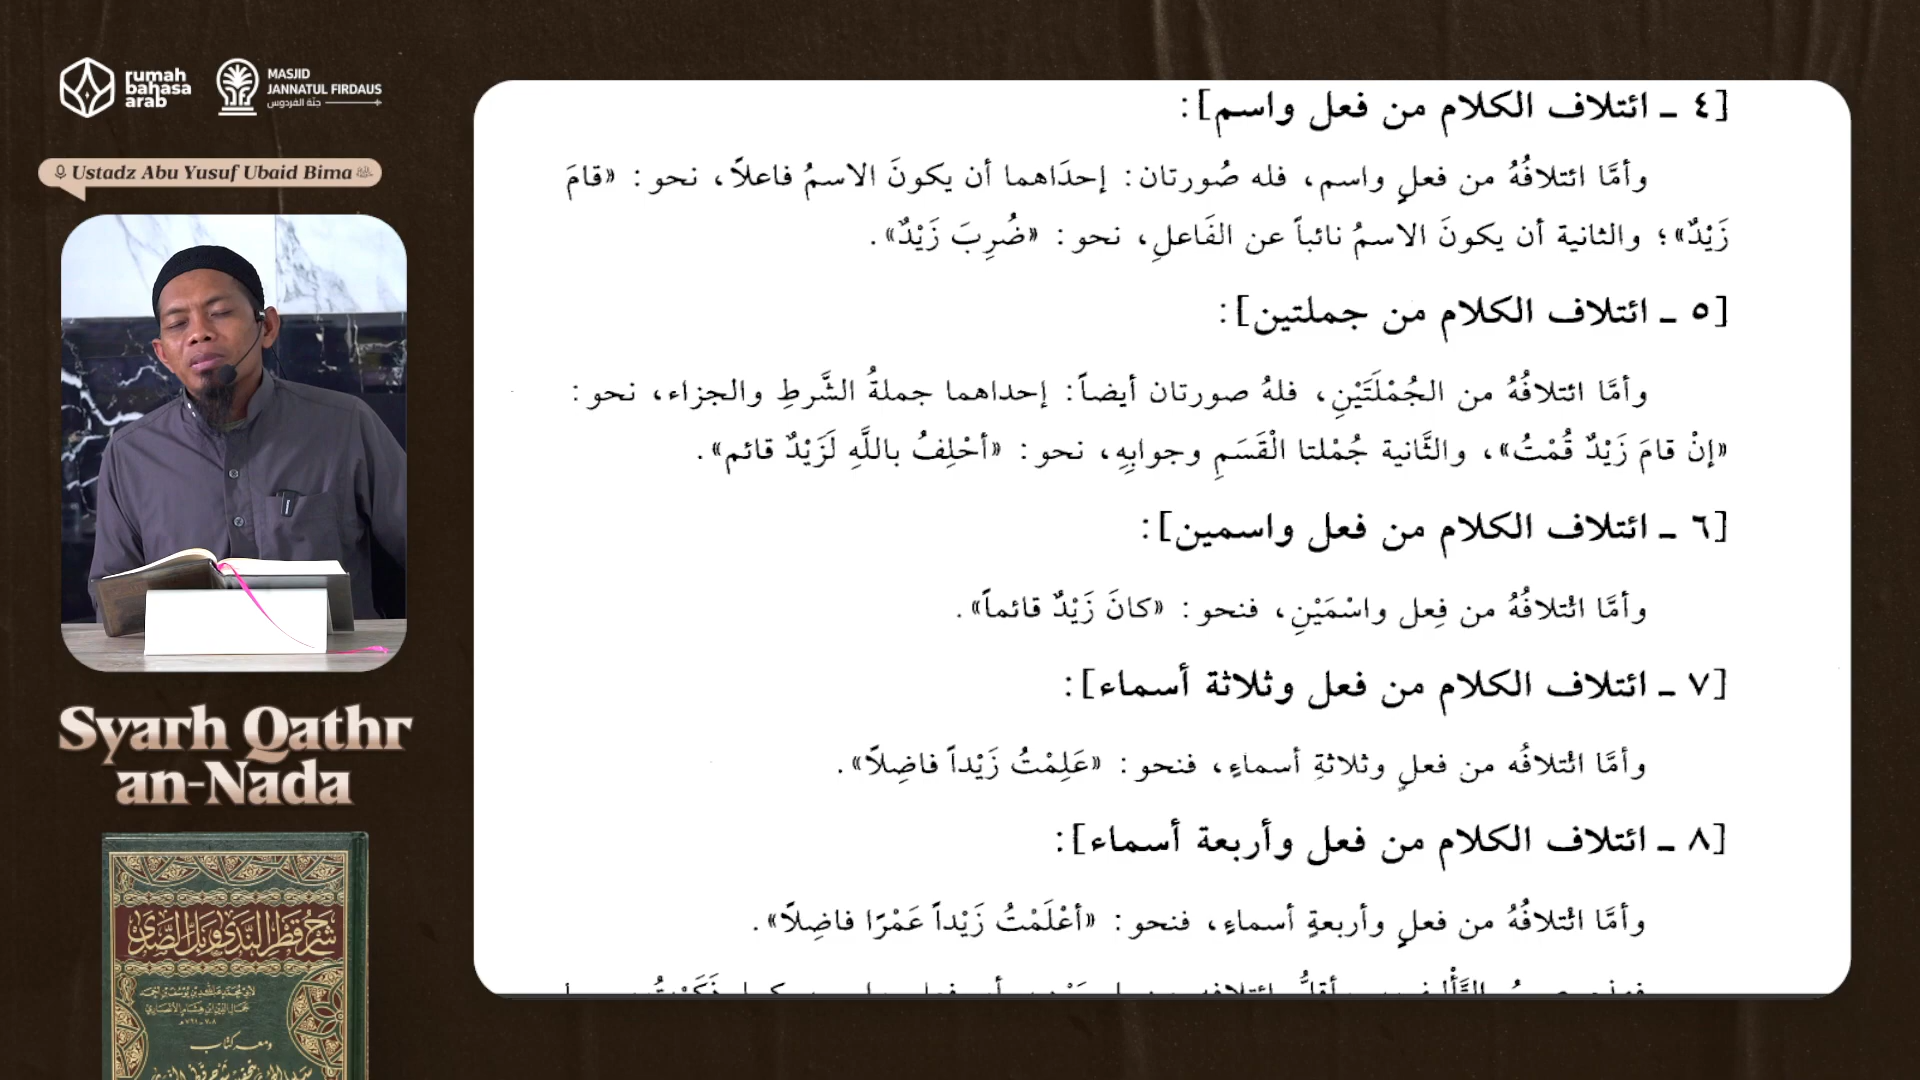 rumah
bahasa
arab
MASJID
JANNATUL FIRDAUS
جنّة الفردوس
Ustadz Abu Yusuf Ubaid Bima
Syarh Qathr
an-Nada
شرح قطر الندى وبل الصدى
ومعه كتاب
[٤ ـ ائتلاف الكلام من فعل واسم]:
وأمَّا ائتلافُهُ من فعلٍ واسم، فله صُورتان: إحدَاهما أن يكونَ الاسمُ فاعلاً، نحو: «قامَ
زَيْدٌ»؛ والثانية أن يكونَ الاسمُ نائباً عن الفَاعلِ، نحو: «ضُرِبَ زَيْدٌ».
[٥ ـ ائتلاف الكلام من جملتين]:
وأمَّا ائتلافُهُ من الجُمْلَتَيْنِ، فلهُ صورتان أيضاً: إحداهما جملةُ الشَّرطِ والجزاء، نحو:
«إنْ قامَ زَيْدٌ قُمْتُ»، والثَّانية جُمْلتا الْقَسَمِ وجوابِهِ، نحو: «أحْلِفُ باللَّهِ لَزَيْدٌ قائم».
[٦ ـ ائتلاف الكلام من فعل واسمين]:
وأمَّا ائْتلافُهُ من فِعل واسْمَيْنِ، فنحو: «كانَ زَيْدٌ قائماً».
[٧ ـ ائتلاف الكلام من فعل وثلاثة أسماء]:
وأمَّا ائْتلافُه من فعلٍ وثلاثةِ أسماءٍ، فنحو: «عَلِمْتُ زَيْداً فاضِلاً».
[٨ ـ ائتلاف الكلام من فعل وأربعة أسماء]:
وأمَّا ائْتلافُهُ من فعلٍ وأربعةِ أسماءٍ، فنحو: «أعْلَمْتُ زَيْداً عَمْرًا فاضِلاً».